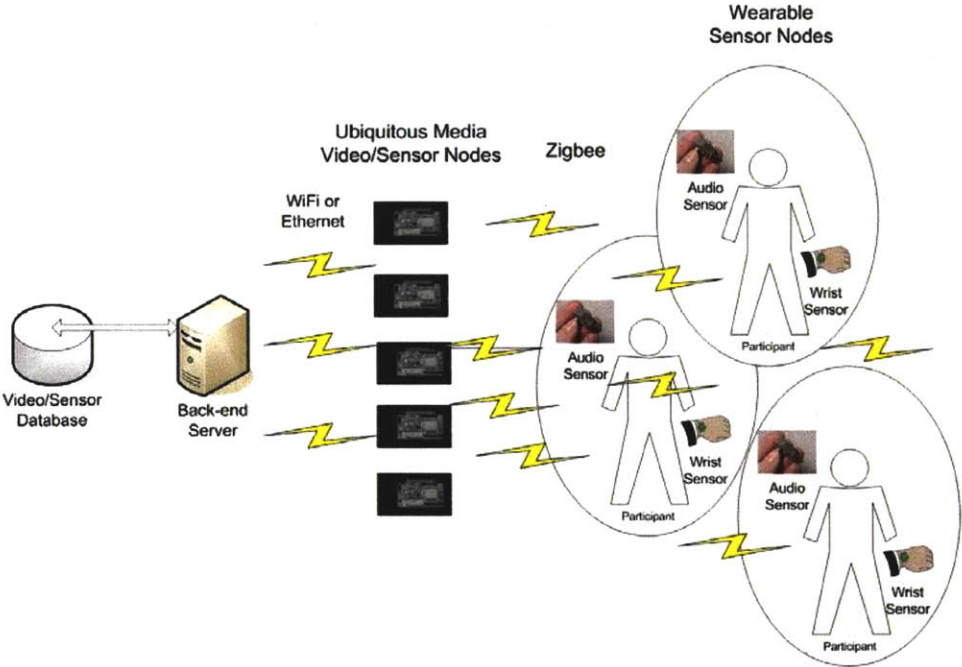 Wearable
Sensor Nodes
Ubiquitous Media
Video/Sensor Nodes
Zigbee
WiFi or
Ethernet
Audio
Sensor
Wrist
Sensor
Participant
Audio
Sensor
Wrist
Sensor
Participant
Video/Sensor
Database
Back-end
Server
Audio
Sensor
Wrist
Sensor
Participant